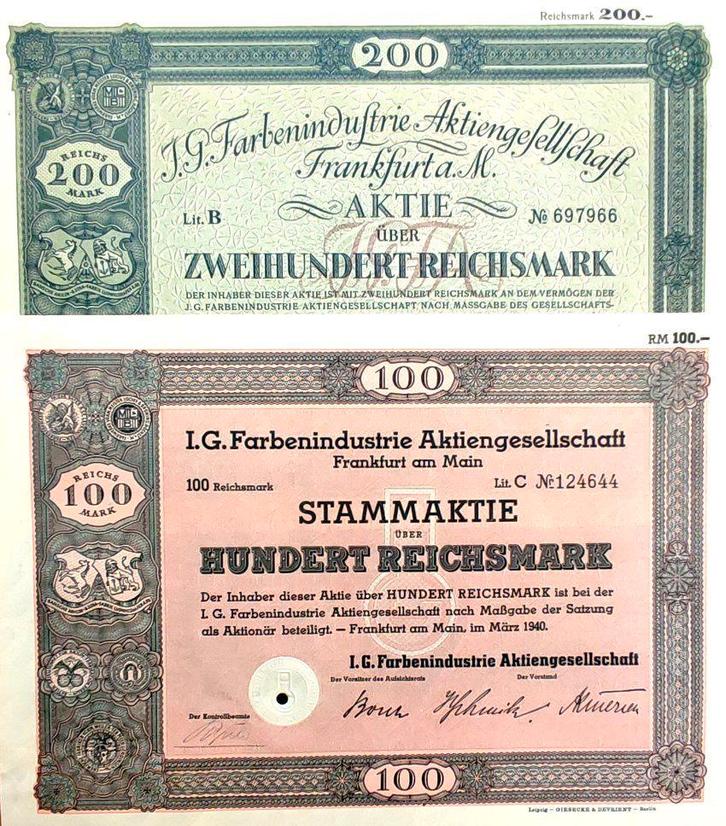 Reichsmark 200.–
200
I.G. Farbenindustrie Aktiengesellschaft
Frankfurt a. M.
REICHS
200
MARK
Lit. B
AKTIE
№ 697966
ÜBER
ZWEIHUNDERT REICHSMARK
DER INHABER DIESER AKTIE IST MIT ZWEIHUNDERT REICHSMARK AN DEM VERMÖGEN DER
I.G. FARBENINDUSTRIE AKTIENGESELLSCHAFT NACH MASSGABE DES GESELLSCHAFTS-
RM 100.–
100
I.G. Farbenindustrie Aktiengesellschaft
Frankfurt am Main
REICHS
100
MARK
100 Reichsmark
Lit. C № 124644
STAMMAKTIE
ÜBER
HUNDERT REICHSMARK
Der Inhaber dieser Aktie über HUNDERT REICHSMARK ist bei der
I. G. Farbenindustrie Aktiengesellschaft nach Maßgabe der Satzung
als Aktionär beteiligt. — Frankfurt am Main, im März 1940.
I.G. Farbenindustrie Aktiengesellschaft
Der Vorsitzer des Aufsichtsrats
Der Vorstand
Der Kontrollbeamte
100
Leipzig – GIESECKE & DEVRIENT – Berlin